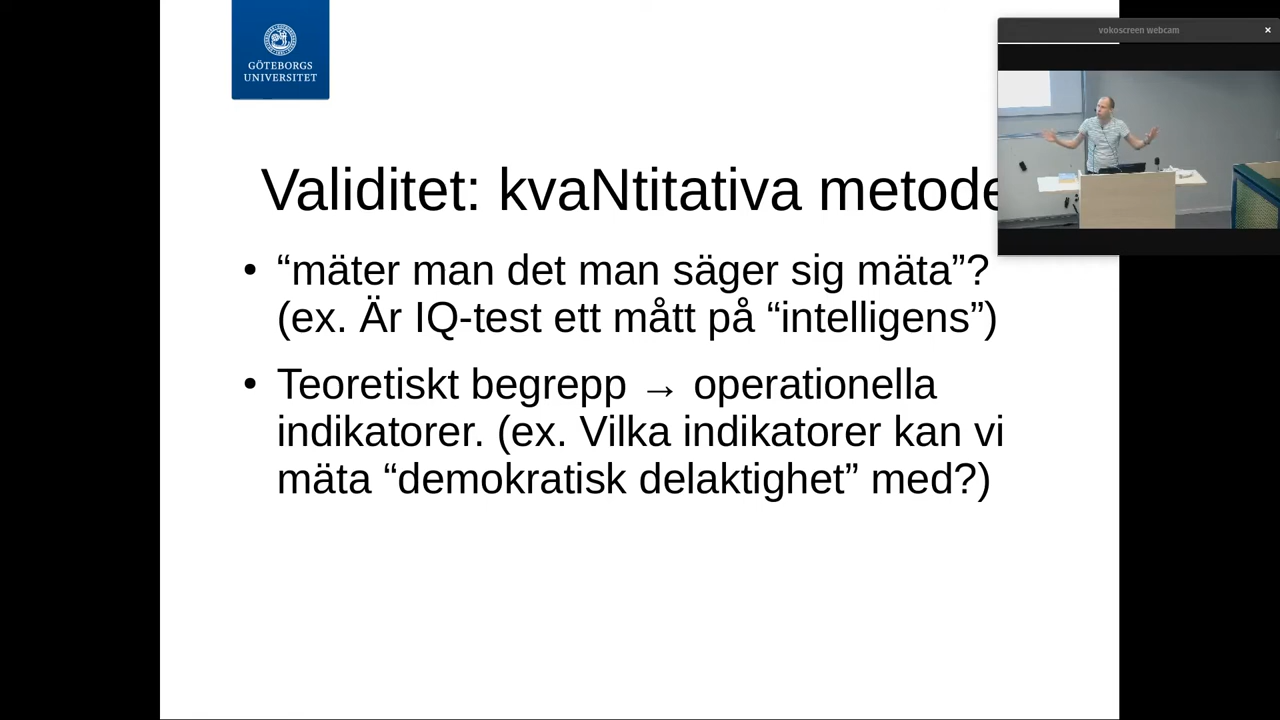 GÖTEBORGS
UNIVERSITET
vokoscreen webcam
Validitet: kvaNtitativa
“mäter man det man säger sig mäta”?
(ex. Är IQ-test ett mått på “intelligens”)
Teoretiskt begrepp → operationella
indikatorer. (ex. Vilka indikatorer kan vi
mäta “demokratisk delaktighet” med?)